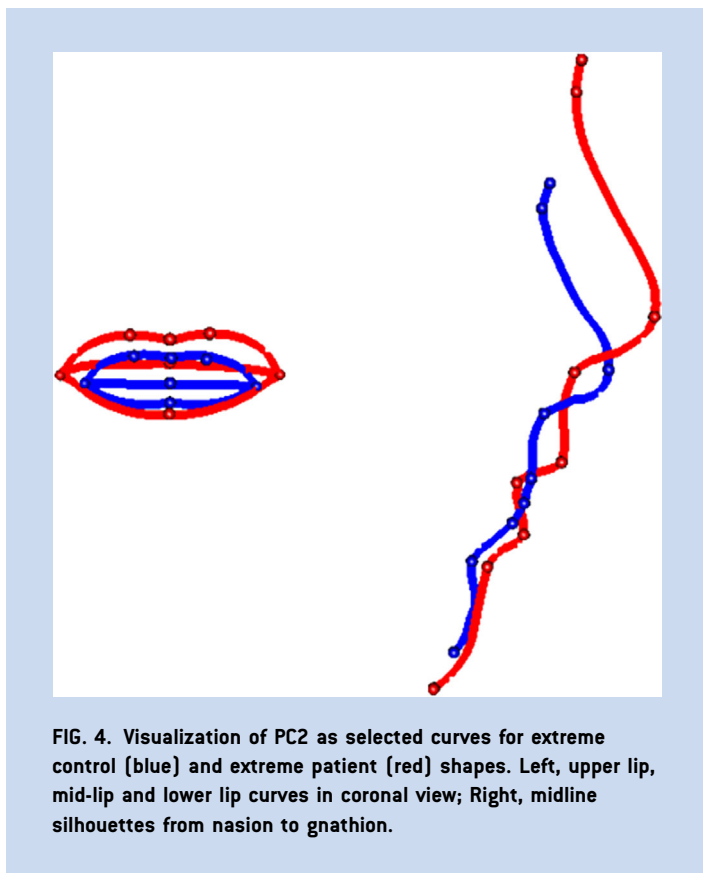 FIG. 4. Visualization of PC2 as selected curves for extreme
control (blue) and extreme patient (red) shapes. Left, upper lip,
mid-lip and lower lip curves in coronal view; Right, midline
silhouettes from nasion to gnathion.